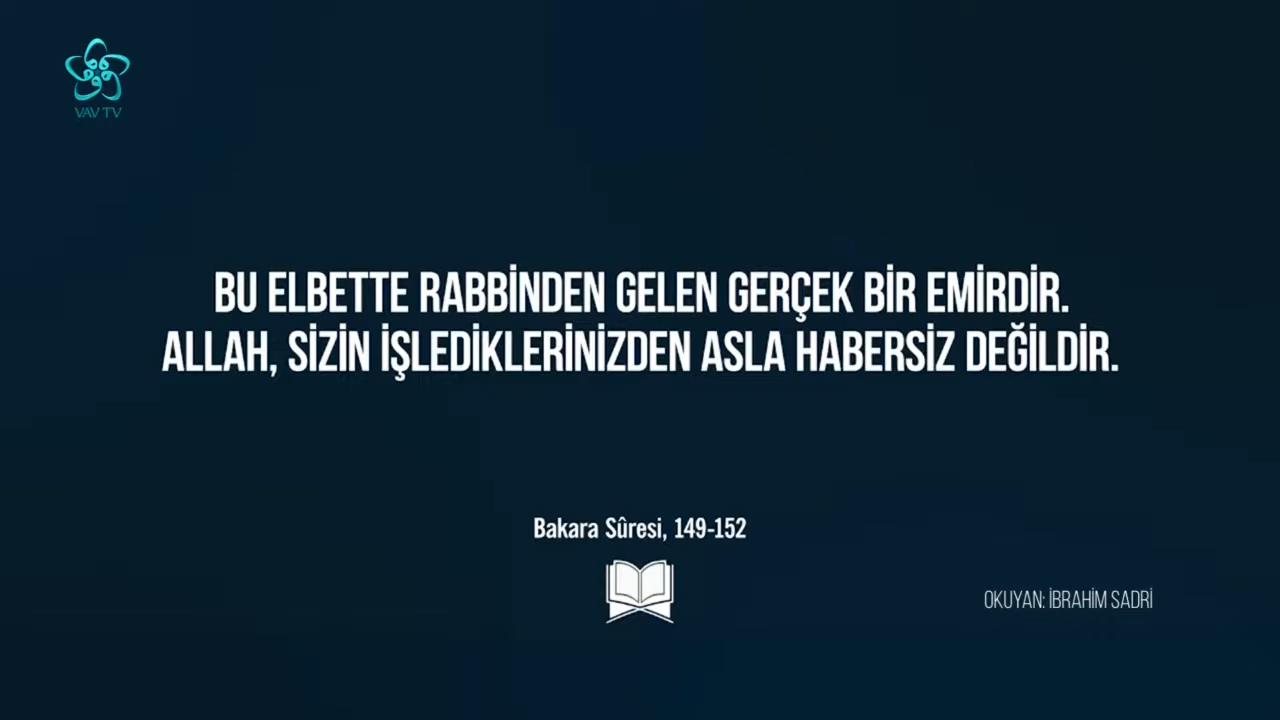 VAV TV
BU ELBETTE RABBİNDEN GELEN GERÇEK BİR EMİRDİR.
ALLAH, SİZİN İŞLEDİKLERİNİZDEN ASLA HABERSİZ DEĞİLDİR.
Bakara Sûresi, 149-152
OKUYAN: İBRAHİM SADRİ